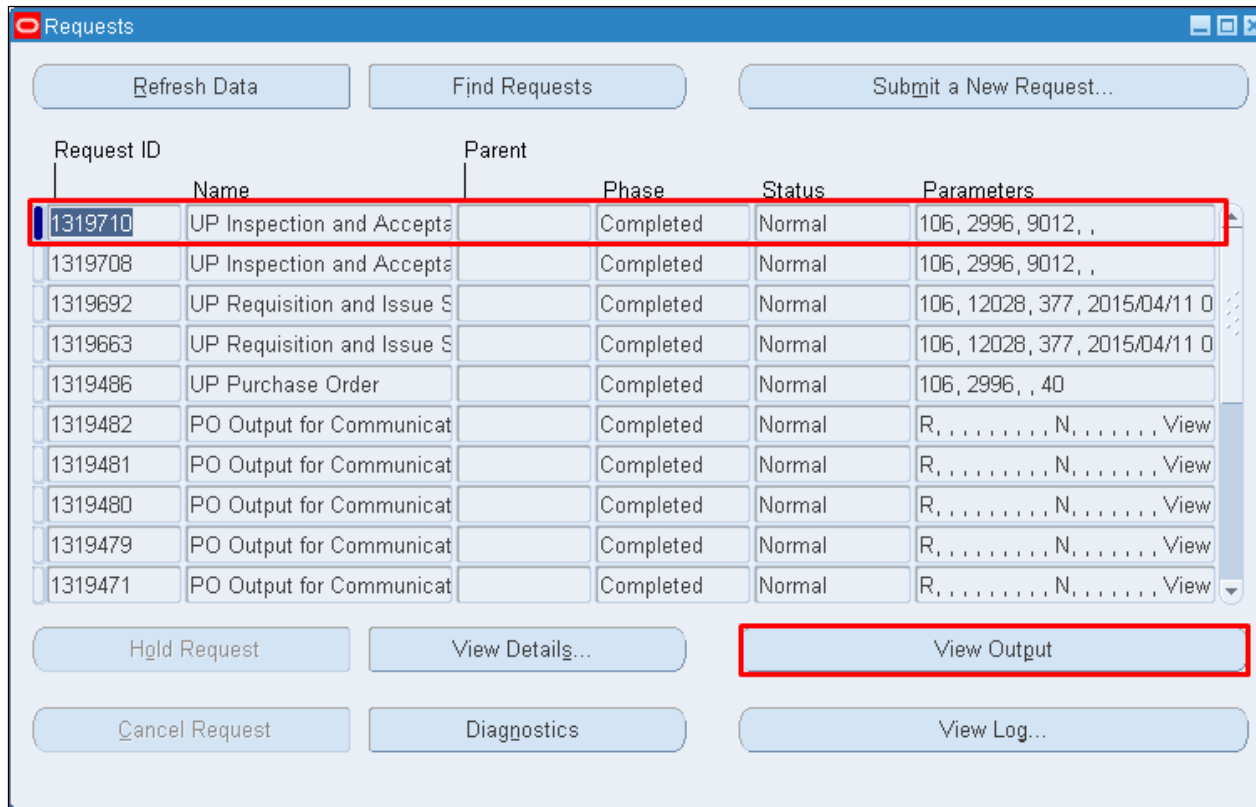 Requests
Refresh Data Find Requests Submit a New Request...
Request ID Parent
Name Phase Status Parameters
1319710 UP Inspection and Accepta Completed Normal 106, 2996, 9012, ,
1319708 UP Inspection and Accepta Completed Normal 106, 2996, 9012, ,
1319692 UP Requisition and Issue S Completed Normal 106, 12028, 377, 2015/04/11 0
1319663 UP Requisition and Issue S Completed Normal 106, 12028, 377, 2015/04/11 0
1319486 UP Purchase Order Completed Normal 106, 2996, , 40
1319482 PO Output for Communicat Completed Normal R, , , , , , , , , N, , , , , , , View
1319481 PO Output for Communicat Completed Normal R, , , , , , , , , N, , , , , , , View
1319480 PO Output for Communicat Completed Normal R, , , , , , , , , N, , , , , , , View
1319479 PO Output for Communicat Completed Normal R, , , , , , , , , N, , , , , , , View
1319471 PO Output for Communicat Completed Normal R, , , , , , , , , N, , , , , , , View
Hold Request View Details... View Output
Cancel Request Diagnostics View Log...